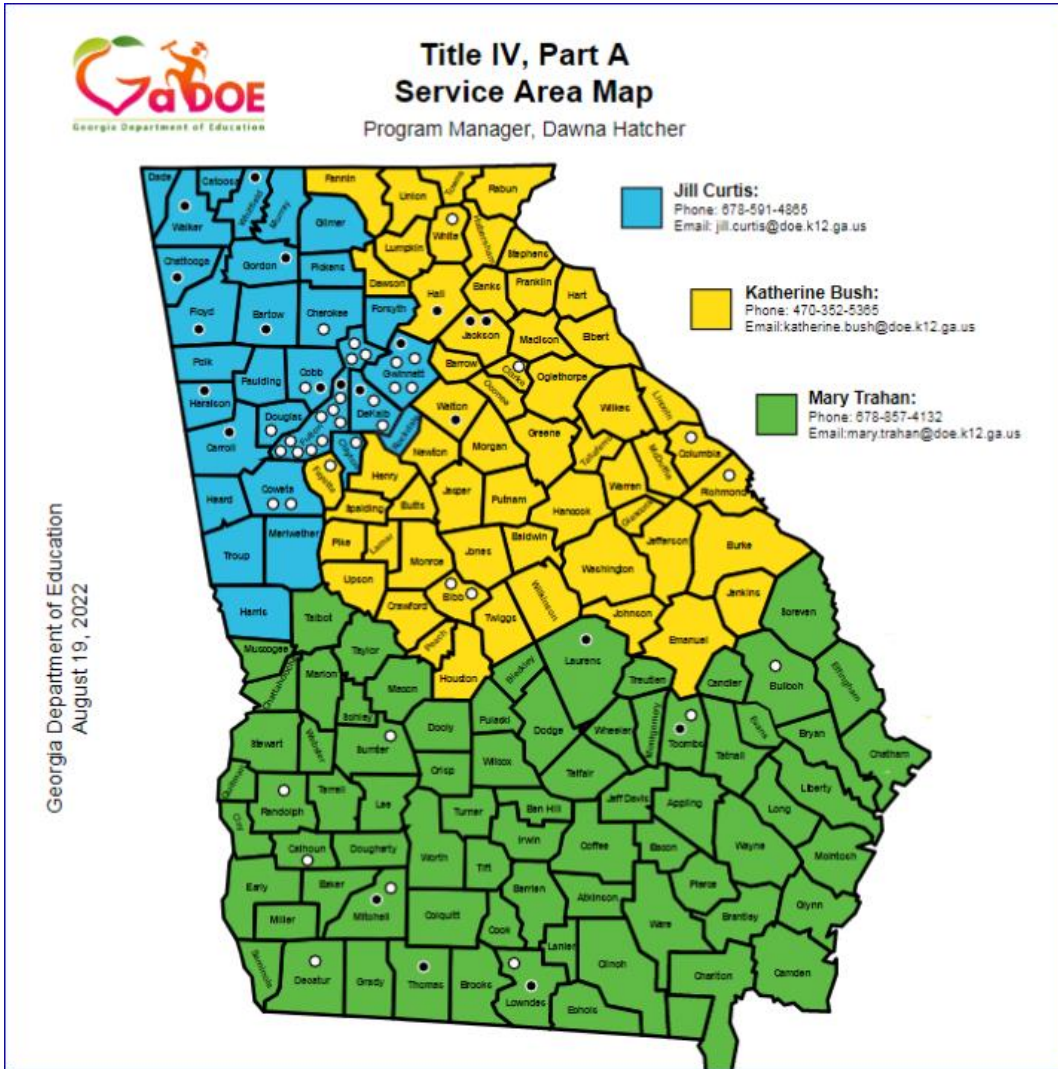 GaDOE
Georgia Department of Education
Title IV, Part A
Service Area Map
Program Manager, Dawna Hatcher
Jill Curtis:
Phone: 678-591-4865
Email: jill.curtis@doe.k12.ga.us
Katherine Bush:
Phone: 470-352-5365
Email:katherine.bush@doe.k12.ga.us
Mary Trahan:
Phone: 678-857-4132
Email:mary.trahan@doe.k12.ga.us
Georgia Department of Education
August 19, 2022
Dade
Catoosa
Whitfield
Murray
Fannin
Union
Towns
Rabun
Walker
Gilmer
Lumpkin
White
Habersham
Stephens
Chattooga
Gordon
Pickens
Dawson
Hall
Banks
Franklin
Hart
Floyd
Bartow
Cherokee
Forsyth
Jackson
Madison
Elbert
Polk
Paulding
Cobb
Gwinnett
Barrow
Clarke
Oglethorpe
Haralson
Douglas
Fulton
DeKalb
Rockdale
Walton
Oconee
Wilkes
Lincoln
Carroll
Clayton
Newton
Morgan
Greene
Taliaferro
McDuffie
Columbia
Heard
Coweta
Fayette
Henry
Jasper
Putnam
Hancock
Warren
Glascock
Richmond
Troup
Meriwether
Spalding
Butts
Pike
Lamar
Monroe
Jones
Baldwin
Washington
Jefferson
Burke
Harris
Talbot
Upson
Crawford
Bibb
Twiggs
Wilkinson
Johnson
Emanuel
Jenkins
Screven
Muscogee
Chattahoochee
Marion
Taylor
Macon
Peach
Houston
Bleckley
Laurens
Treutlen
Candler
Bulloch
Effingham
Stewart
Webster
Schley
Sumter
Dooly
Pulaski
Dodge
Wheeler
Montgomery
Toombs
Tattnall
Evans
Bryan
Chatham
Quitman
Randolph
Terrell
Lee
Crisp
Wilcox
Telfair
Jeff Davis
Appling
Long
Liberty
Clay
Calhoun
Dougherty
Worth
Turner
Ben Hill
Irwin
Coffee
Bacon
Wayne
McIntosh
Early
Baker
Mitchell
Colquitt
Tift
Berrien
Atkinson
Pierce
Brantley
Glynn
Miller
Cook
Lanier
Ware
Clinch
Charlton
Camden
Seminole
Decatur
Grady
Thomas
Brooks
Lowndes
Echols